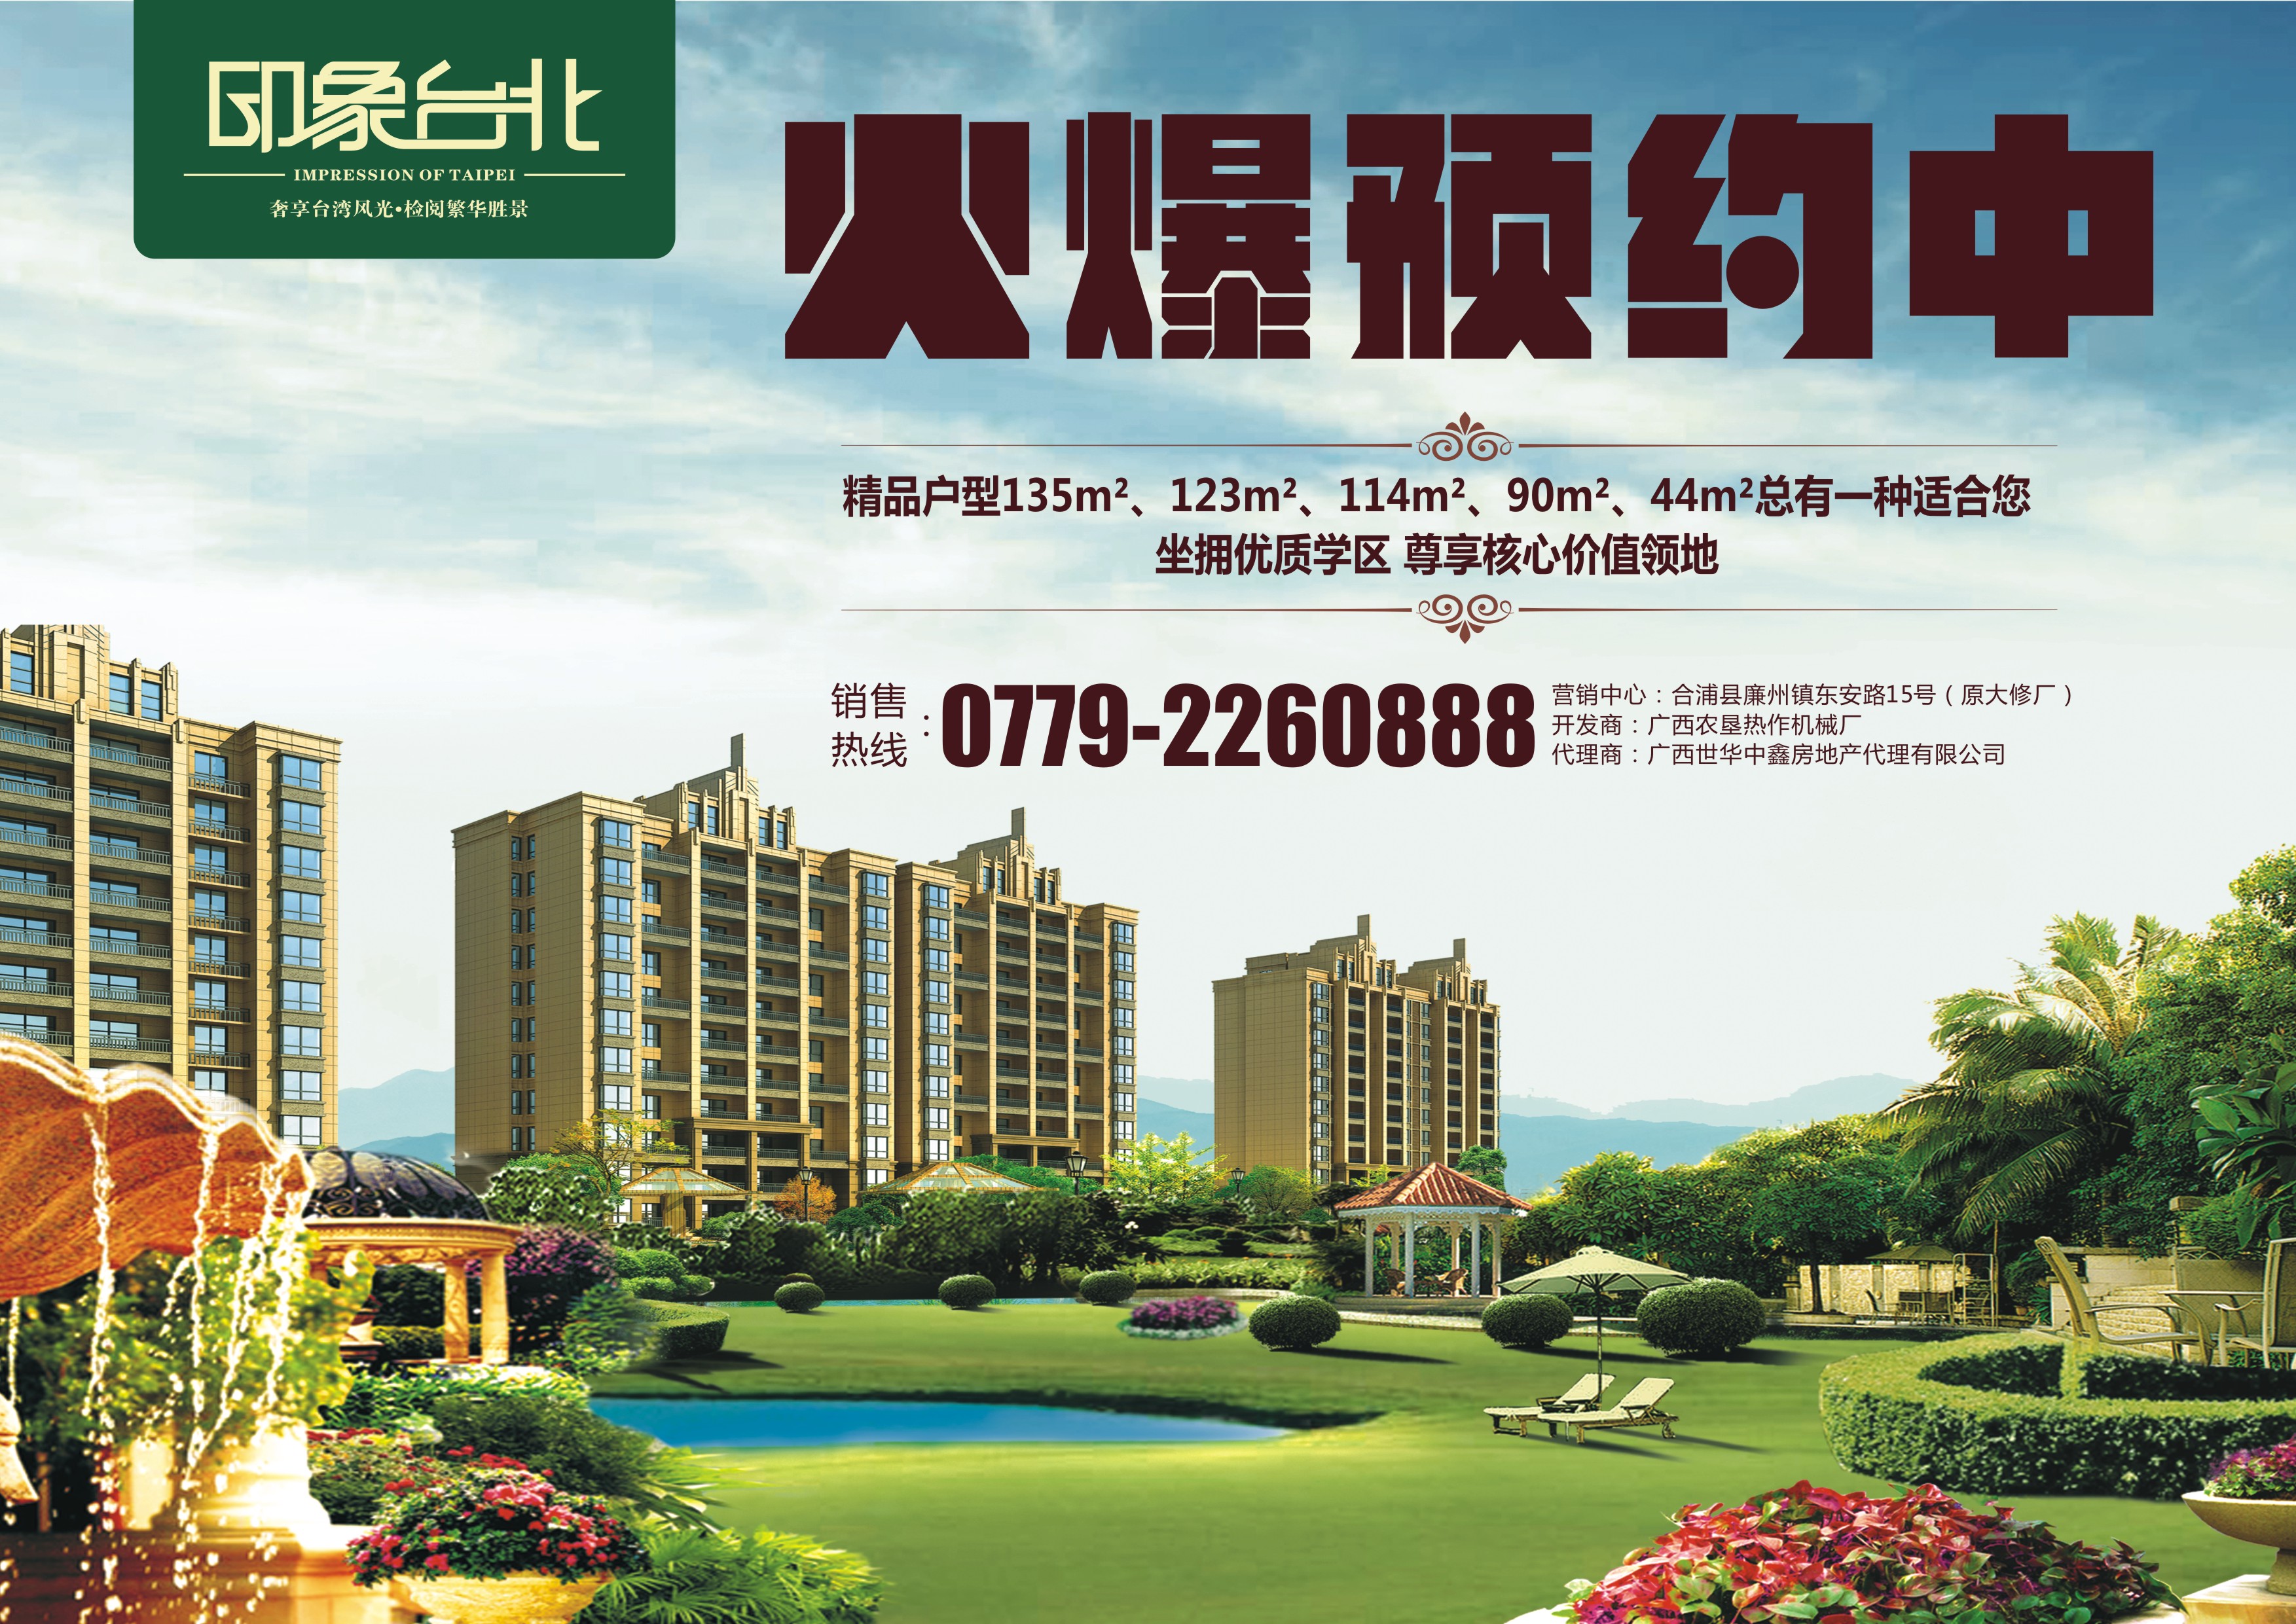 印象台北
IMPRESSION OF TAIPEI
奢享台湾风光•检阅繁华胜景
火爆预约中
精品户型135m²、123m²、114m²、90m²、44m²总有一种适合您
坐拥优质学区 尊享核心价值领地
销售热线：0779-2260888
营销中心：合浦县廉州镇东安路15号（原大修厂）
开发商：广西农垦热作机械厂
代理商：广西世华中鑫房地产代理有限公司